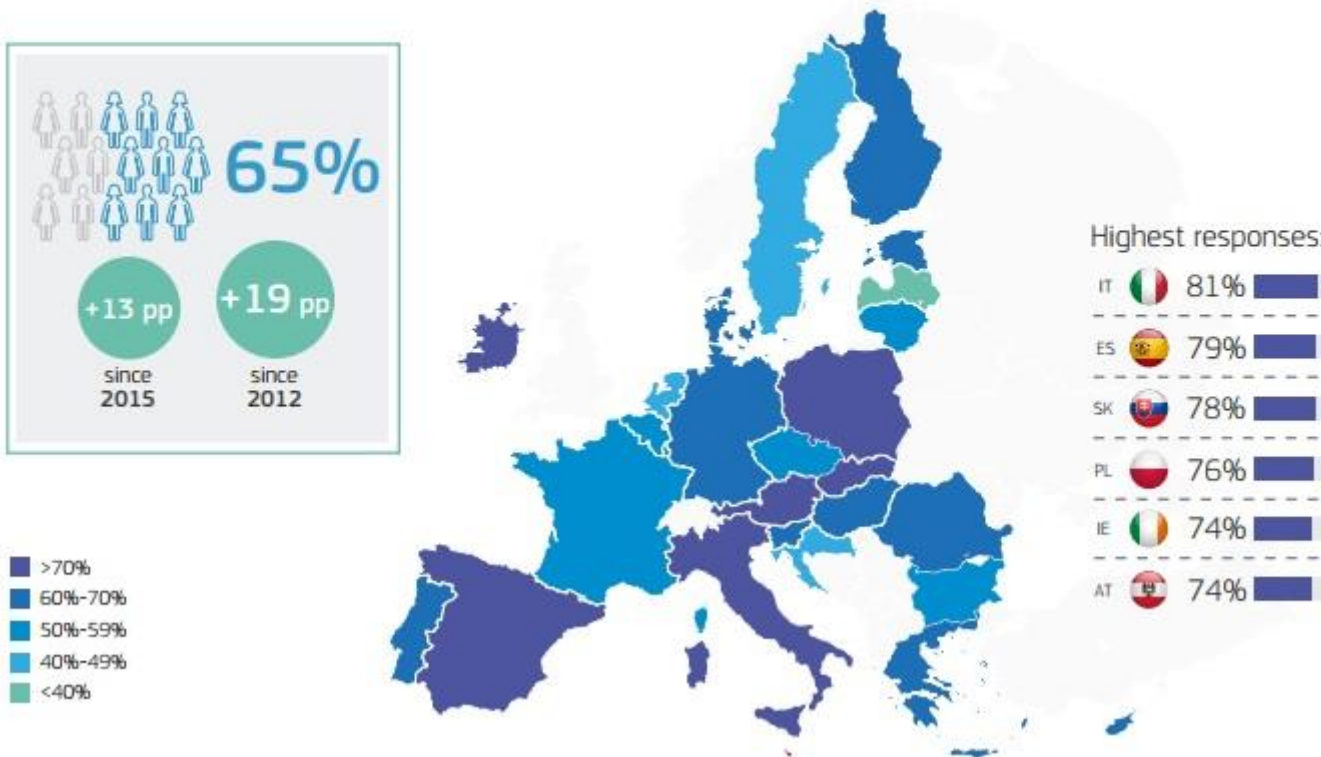 65%
+13 pp
since
2015
+19 pp
since
2012
>70%
60%-70%
50%-59%
40%-49%
<40%
Highest responses:
IT 81%
ES 79%
SK 78%
PL 76%
IE 74%
AT 74%